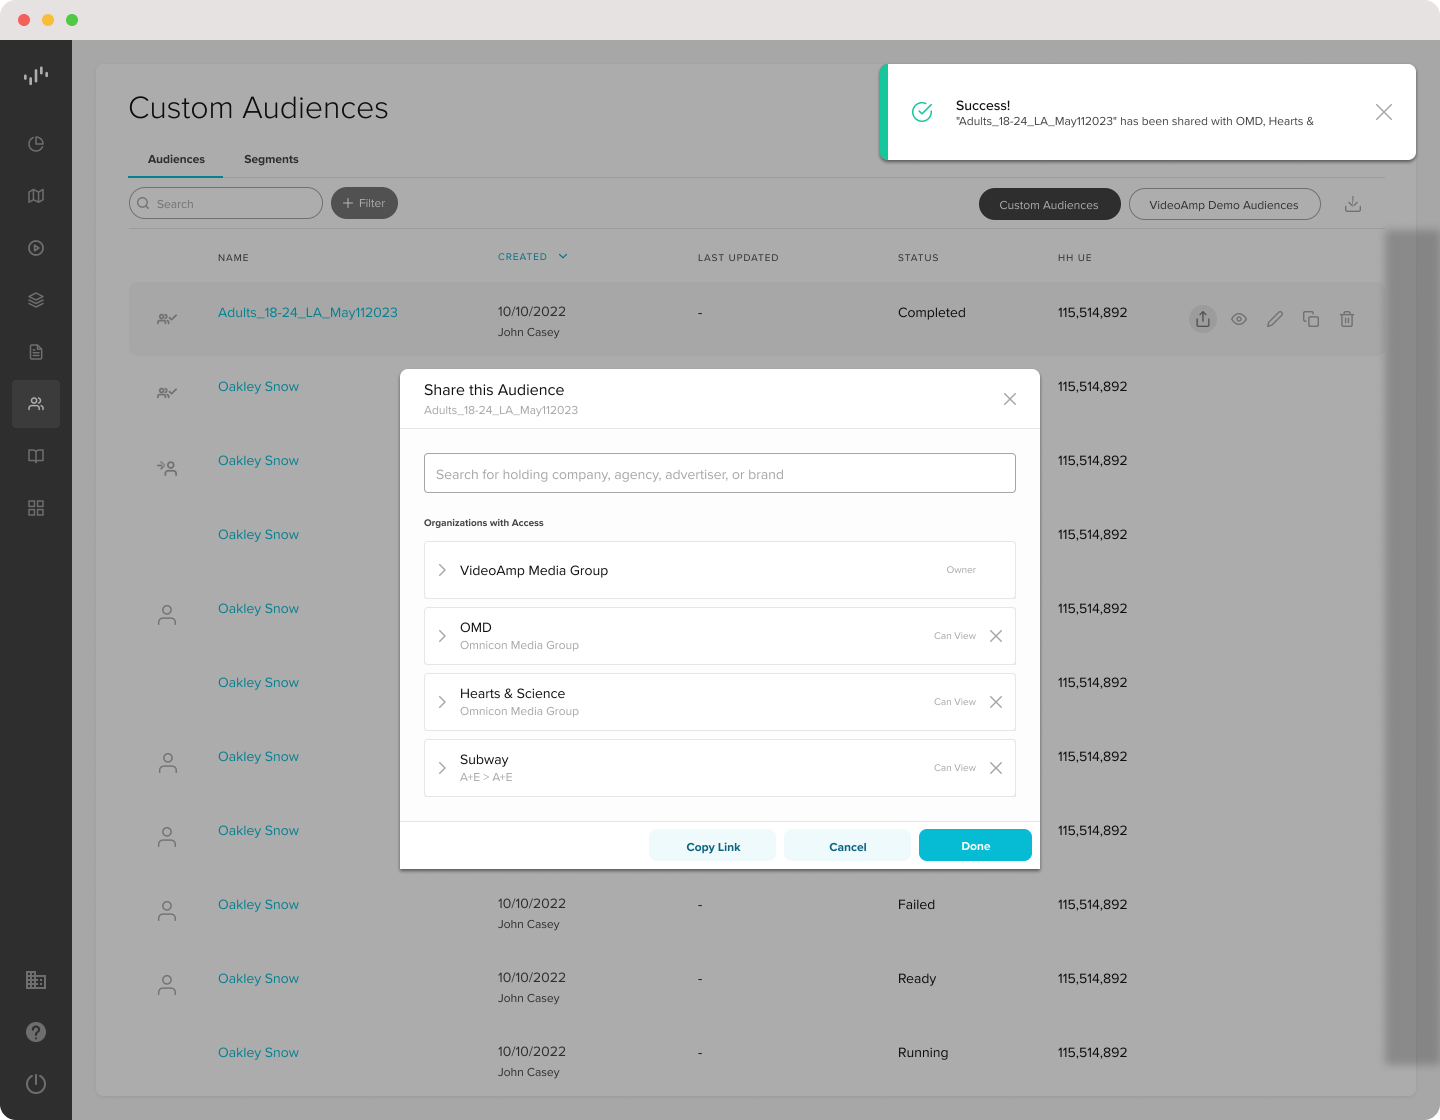 Custom Audiences
Success!
"Adults_18-24_LA_May112023" has been shared with OMD, Hearts &
Audiences
Segments
Search
Filter
Custom Audiences
VideoAmp Demo Audiences
NAME
CREATED
LAST UPDATED
STATUS
HH UE
Adults_18-24_LA_May112023
10/10/2022
John Casey
-
Completed
115,514,892
Oakley Snow
115,514,892
Oakley Snow
115,514,892
Oakley Snow
115,514,892
Oakley Snow
115,514,892
Oakley Snow
115,514,892
Oakley Snow
115,514,892
Oakley Snow
115,514,892
Share this Audience
Adults_18-24_LA_May112023
Search for holding company, agency, advertiser, or brand
Organizations with Access
VideoAmp Media Group
Owner
OMD
Omnicon Media Group
Can View
Hearts & Science
Omnicon Media Group
Can View
Subway
A+E > A+E
Can View
Copy Link
Cancel
Done
Oakley Snow
10/10/2022
John Casey
-
Failed
115,514,892
Oakley Snow
10/10/2022
John Casey
-
Ready
115,514,892
Oakley Snow
10/10/2022
John Casey
-
Running
115,514,892